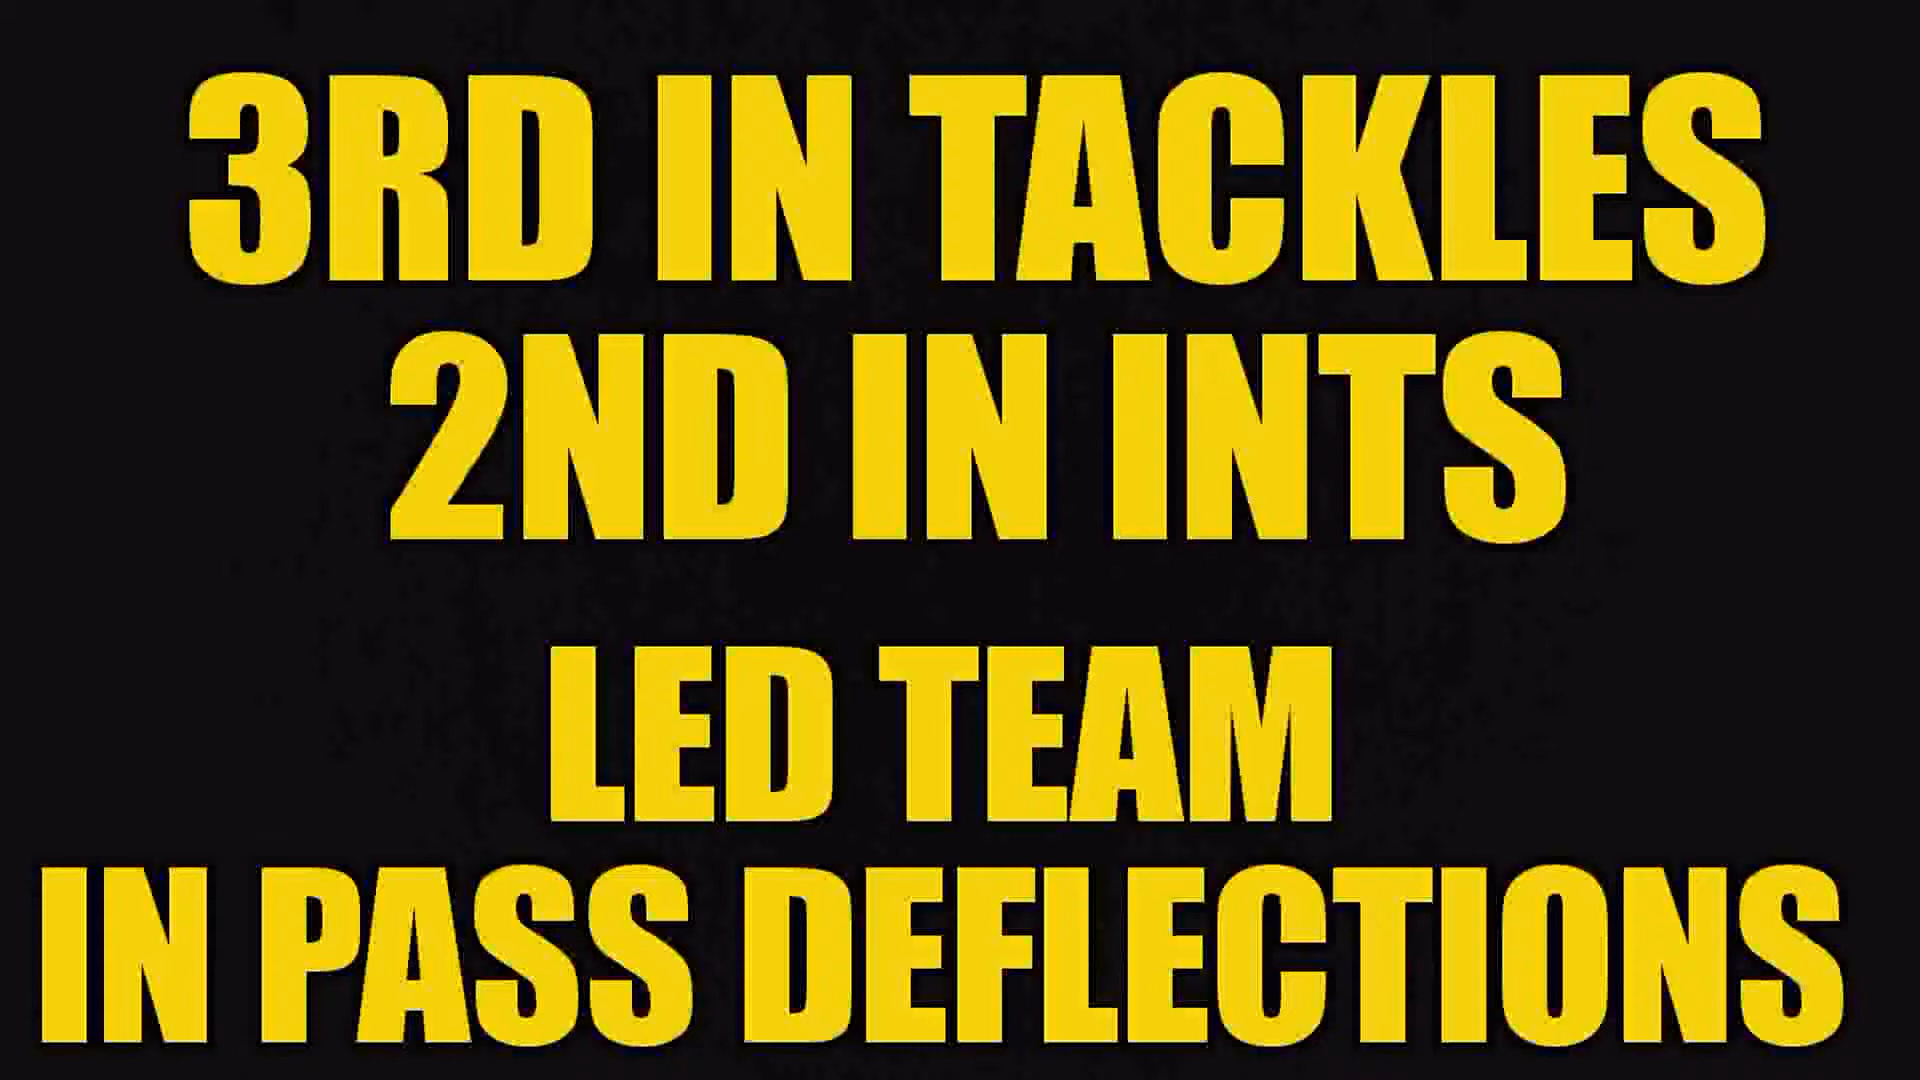 3RD IN TACKLES
2ND IN INTS
LED TEAM
IN PASS DEFLECTIONS